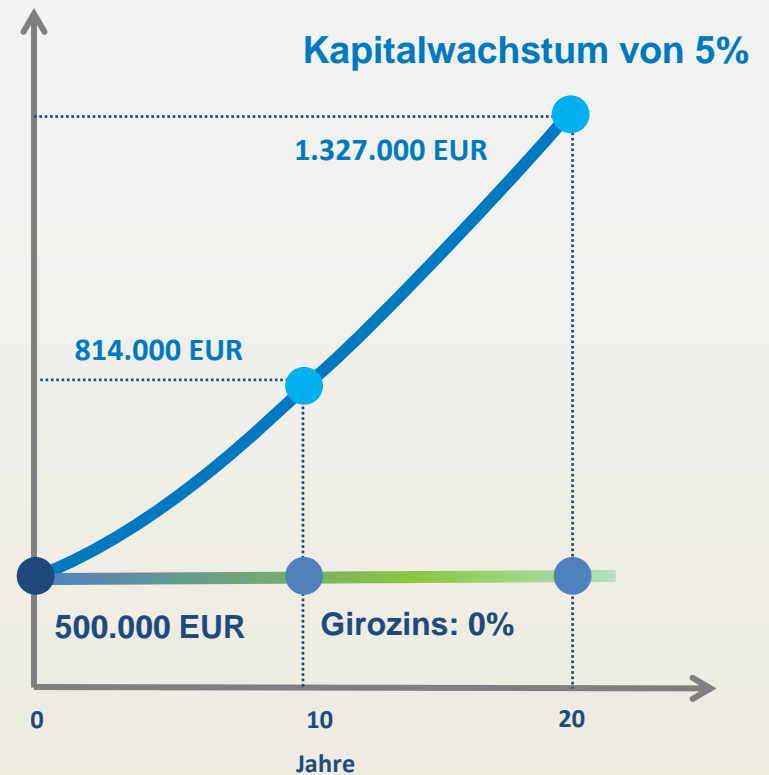 Kapitalwachstum von 5%
1.327.000 EUR
814.000 EUR
500.000 EUR
Girozins: 0%
0
10
20
Jahre